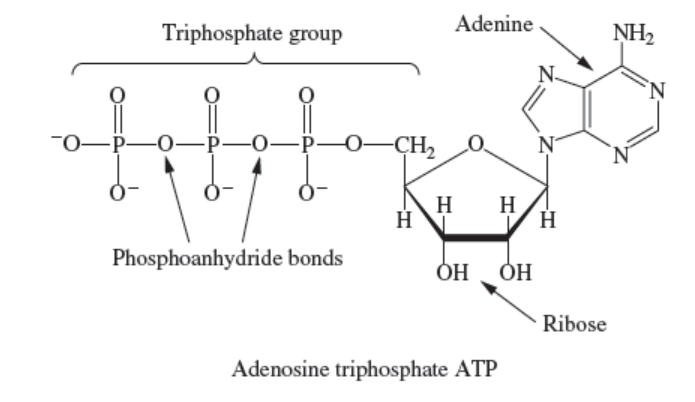 Triphosphate group
Adenine
NH₂
O O O
N N
⁻O—P—O—P—O—P—O—CH₂ O N N
O⁻ O⁻ O⁻
H H H H
Phosphoanhydride bonds
OH OH
Ribose
Adenosine triphosphate ATP